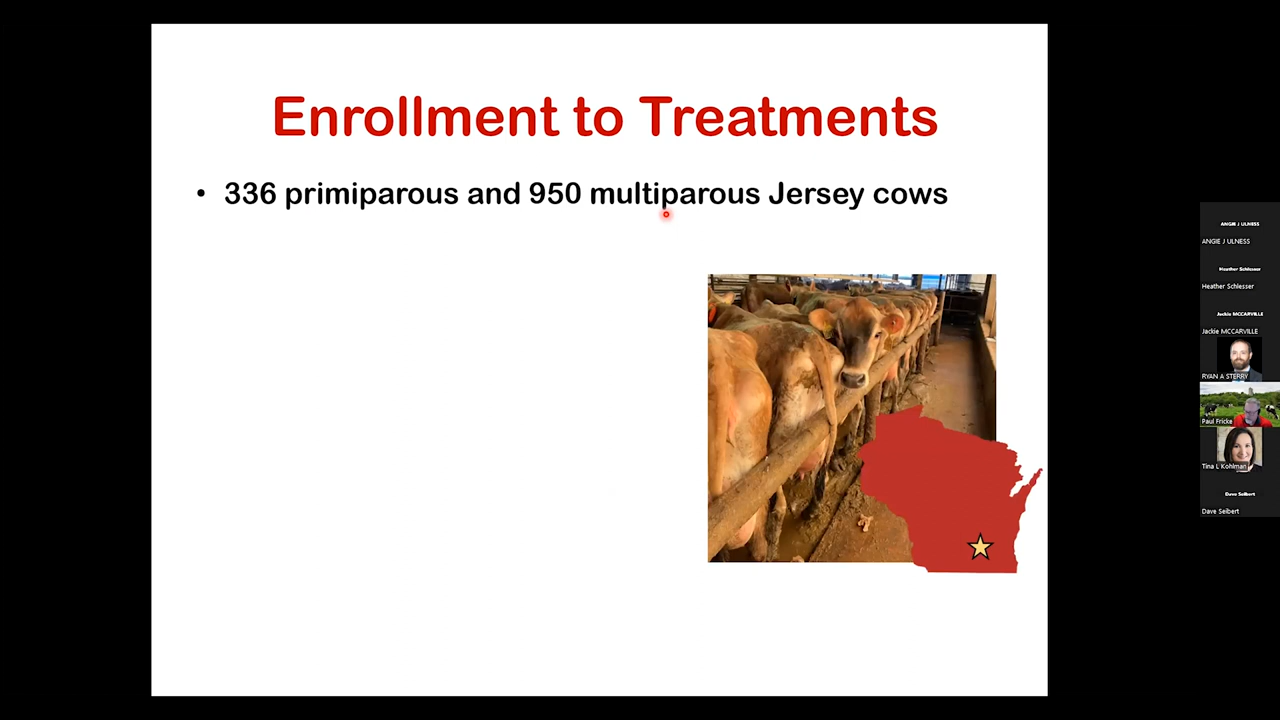 Enrollment to Treatments
• 336 primiparous and 950 multiparous Jersey cows
ANGIE J ULNESS
ANGIE J ULNESS
Heather Schlesser
Heather Schlesser
Jackie MCCARVILLE
Jackie MCCARVILLE
RYAN A STERRY
Paul Fricke
Tina L Kohlman
Dave Seibert
Dave Seibert